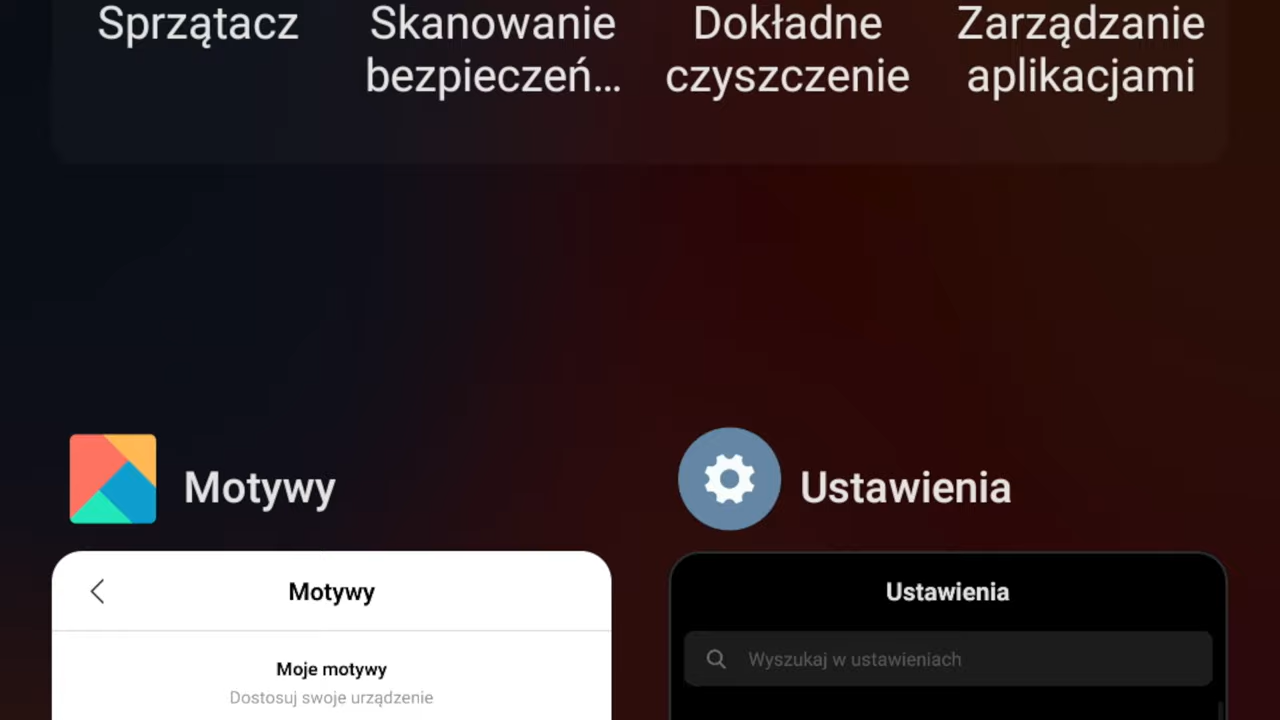 Sprzątacz
Skanowanie
bezpieczeń...
Dokładne
czyszczenie
Zarządzanie
aplikacjami
Motywy
Ustawienia
Motywy
Moje motywy
Dostosuj swoje urządzenie
Ustawienia
Wyszukaj w ustawieniach